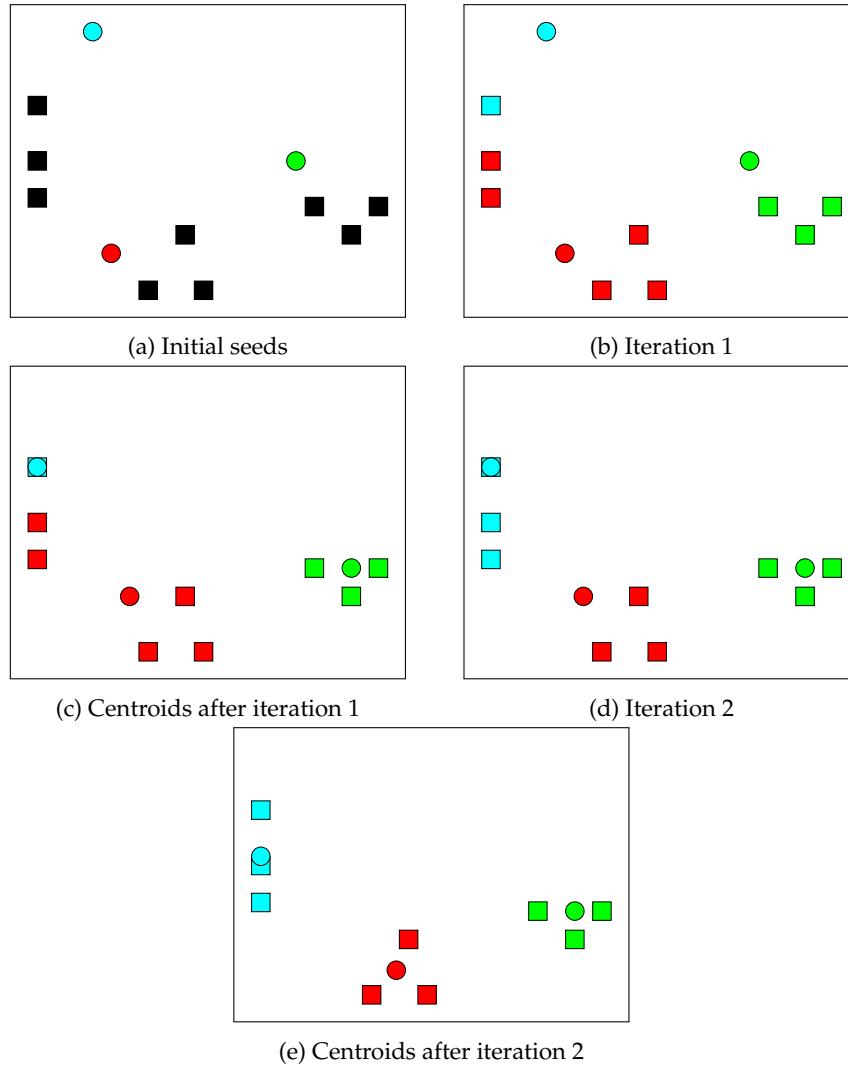 (a) Initial seeds
(b) Iteration 1
(c) Centroids after iteration 1
(d) Iteration 2
(e) Centroids after iteration 2